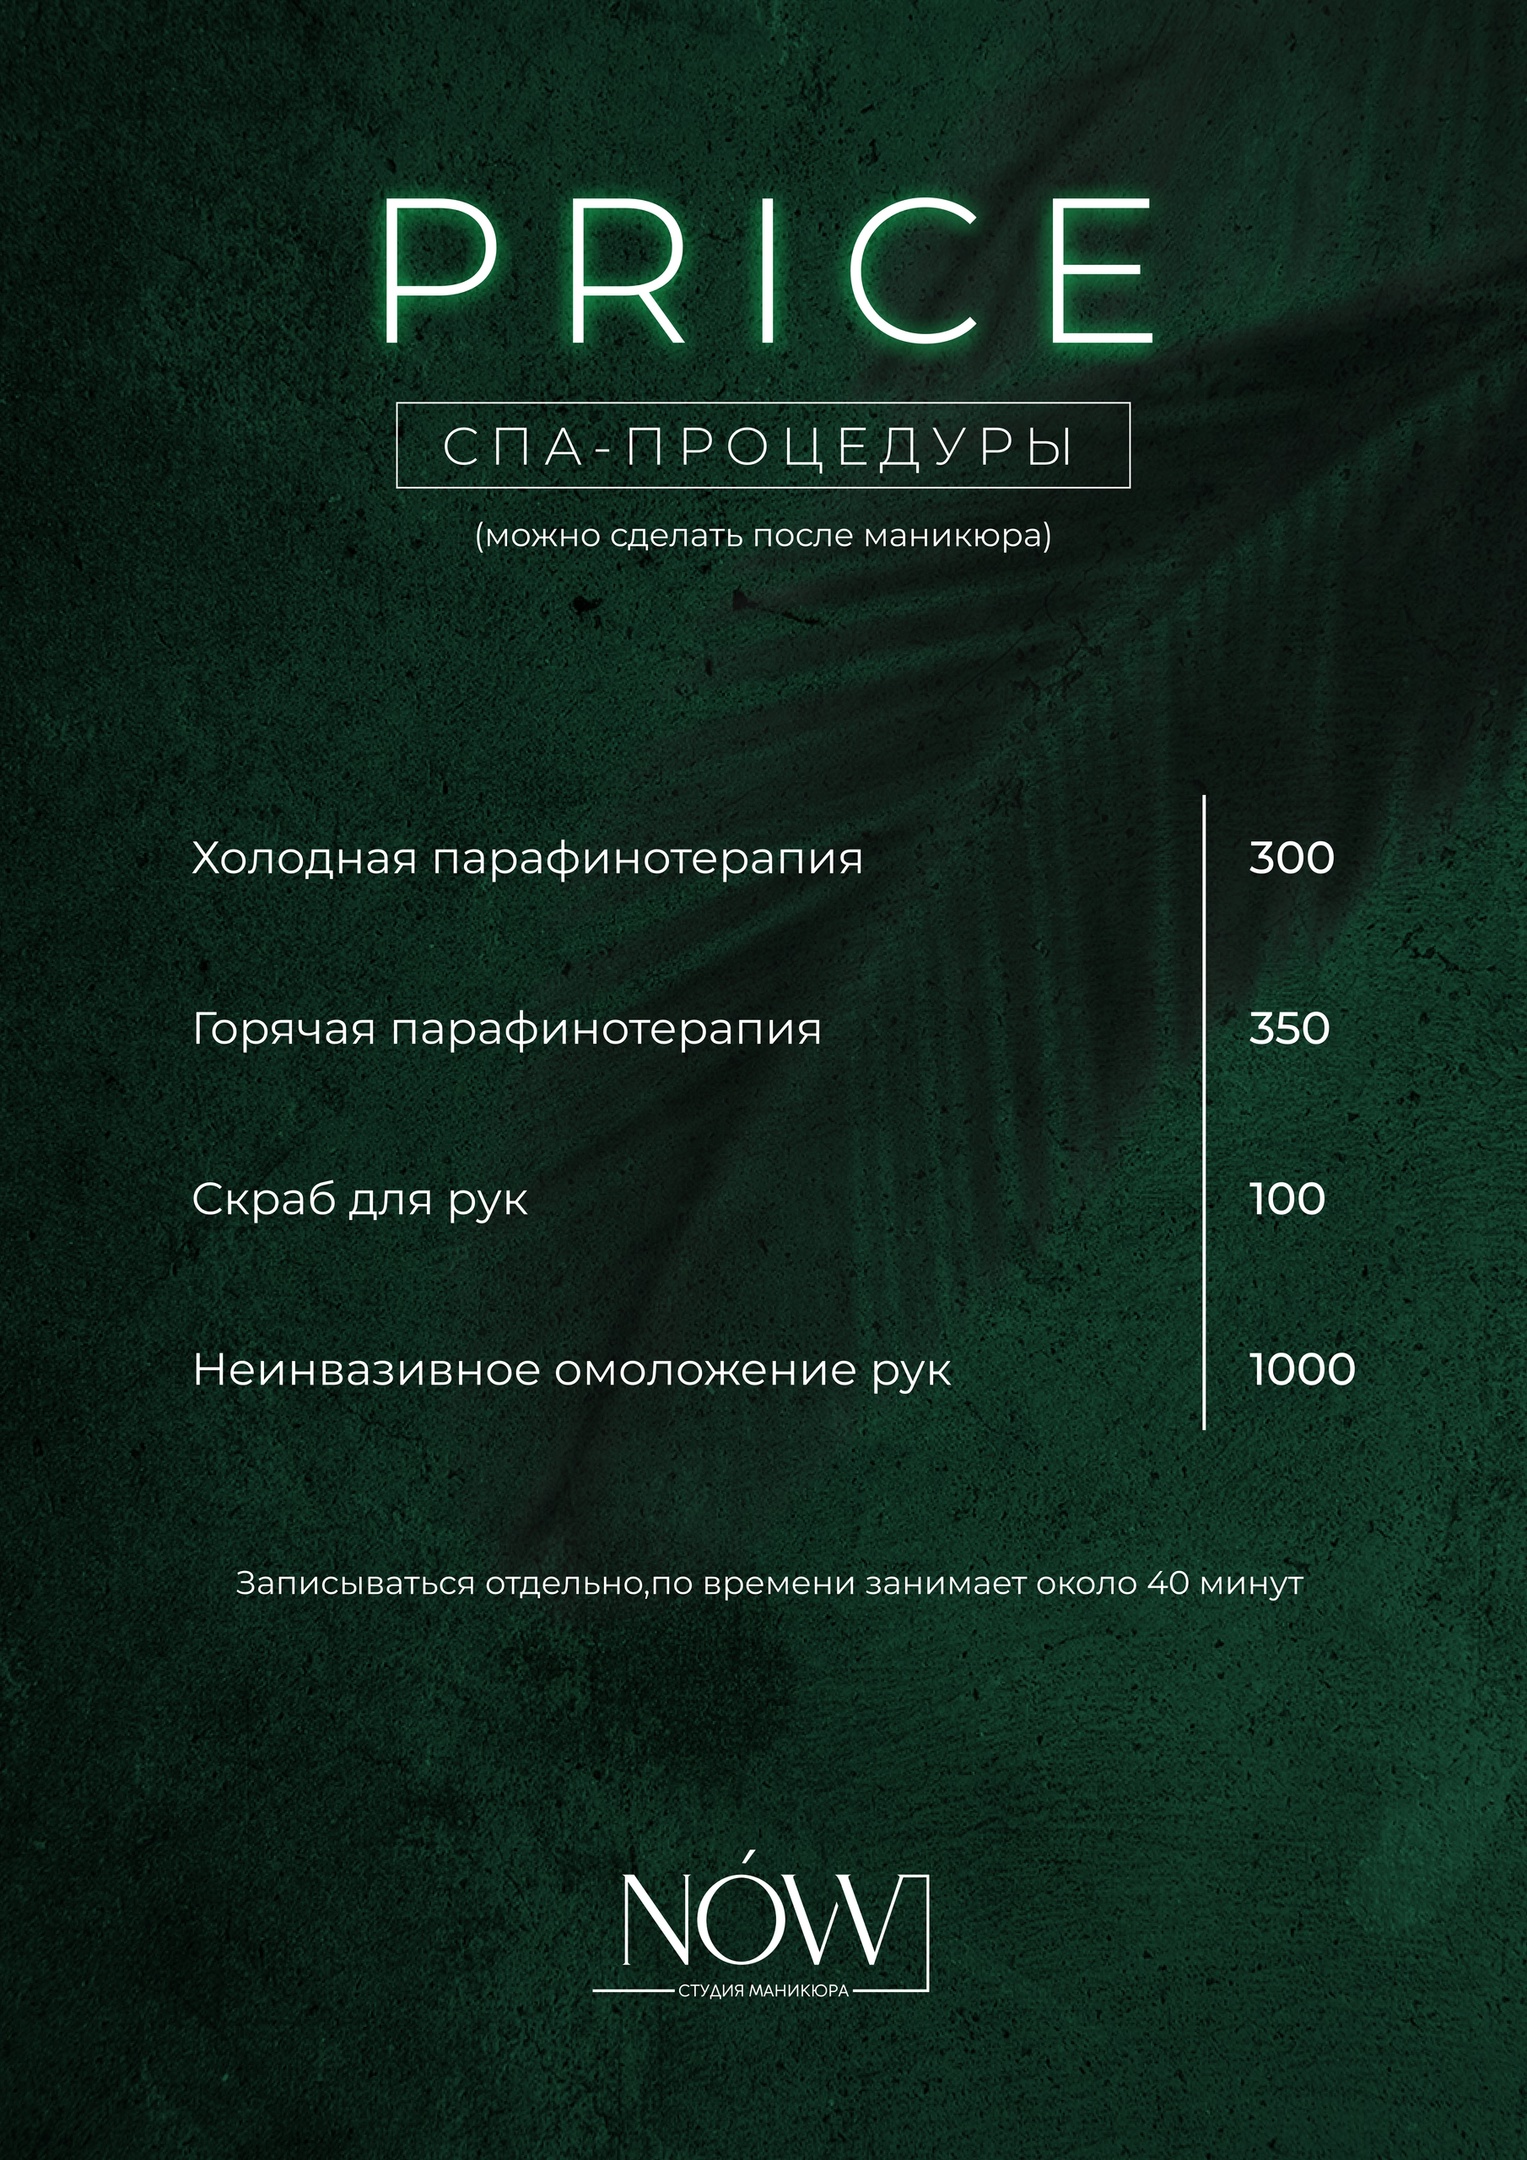 PRICE
СПА-ПРОЦЕДУРЫ
(можно сделать после маникюра)
Холодная парафинотерапия 300
Горячая парафинотерапия 350
Скраб для рук 100
Неинвазивное омоложение рук 1000
Записываться отдельно,по времени занимает около 40 минут
NÓW
СТУДИЯ МАНИКЮРА